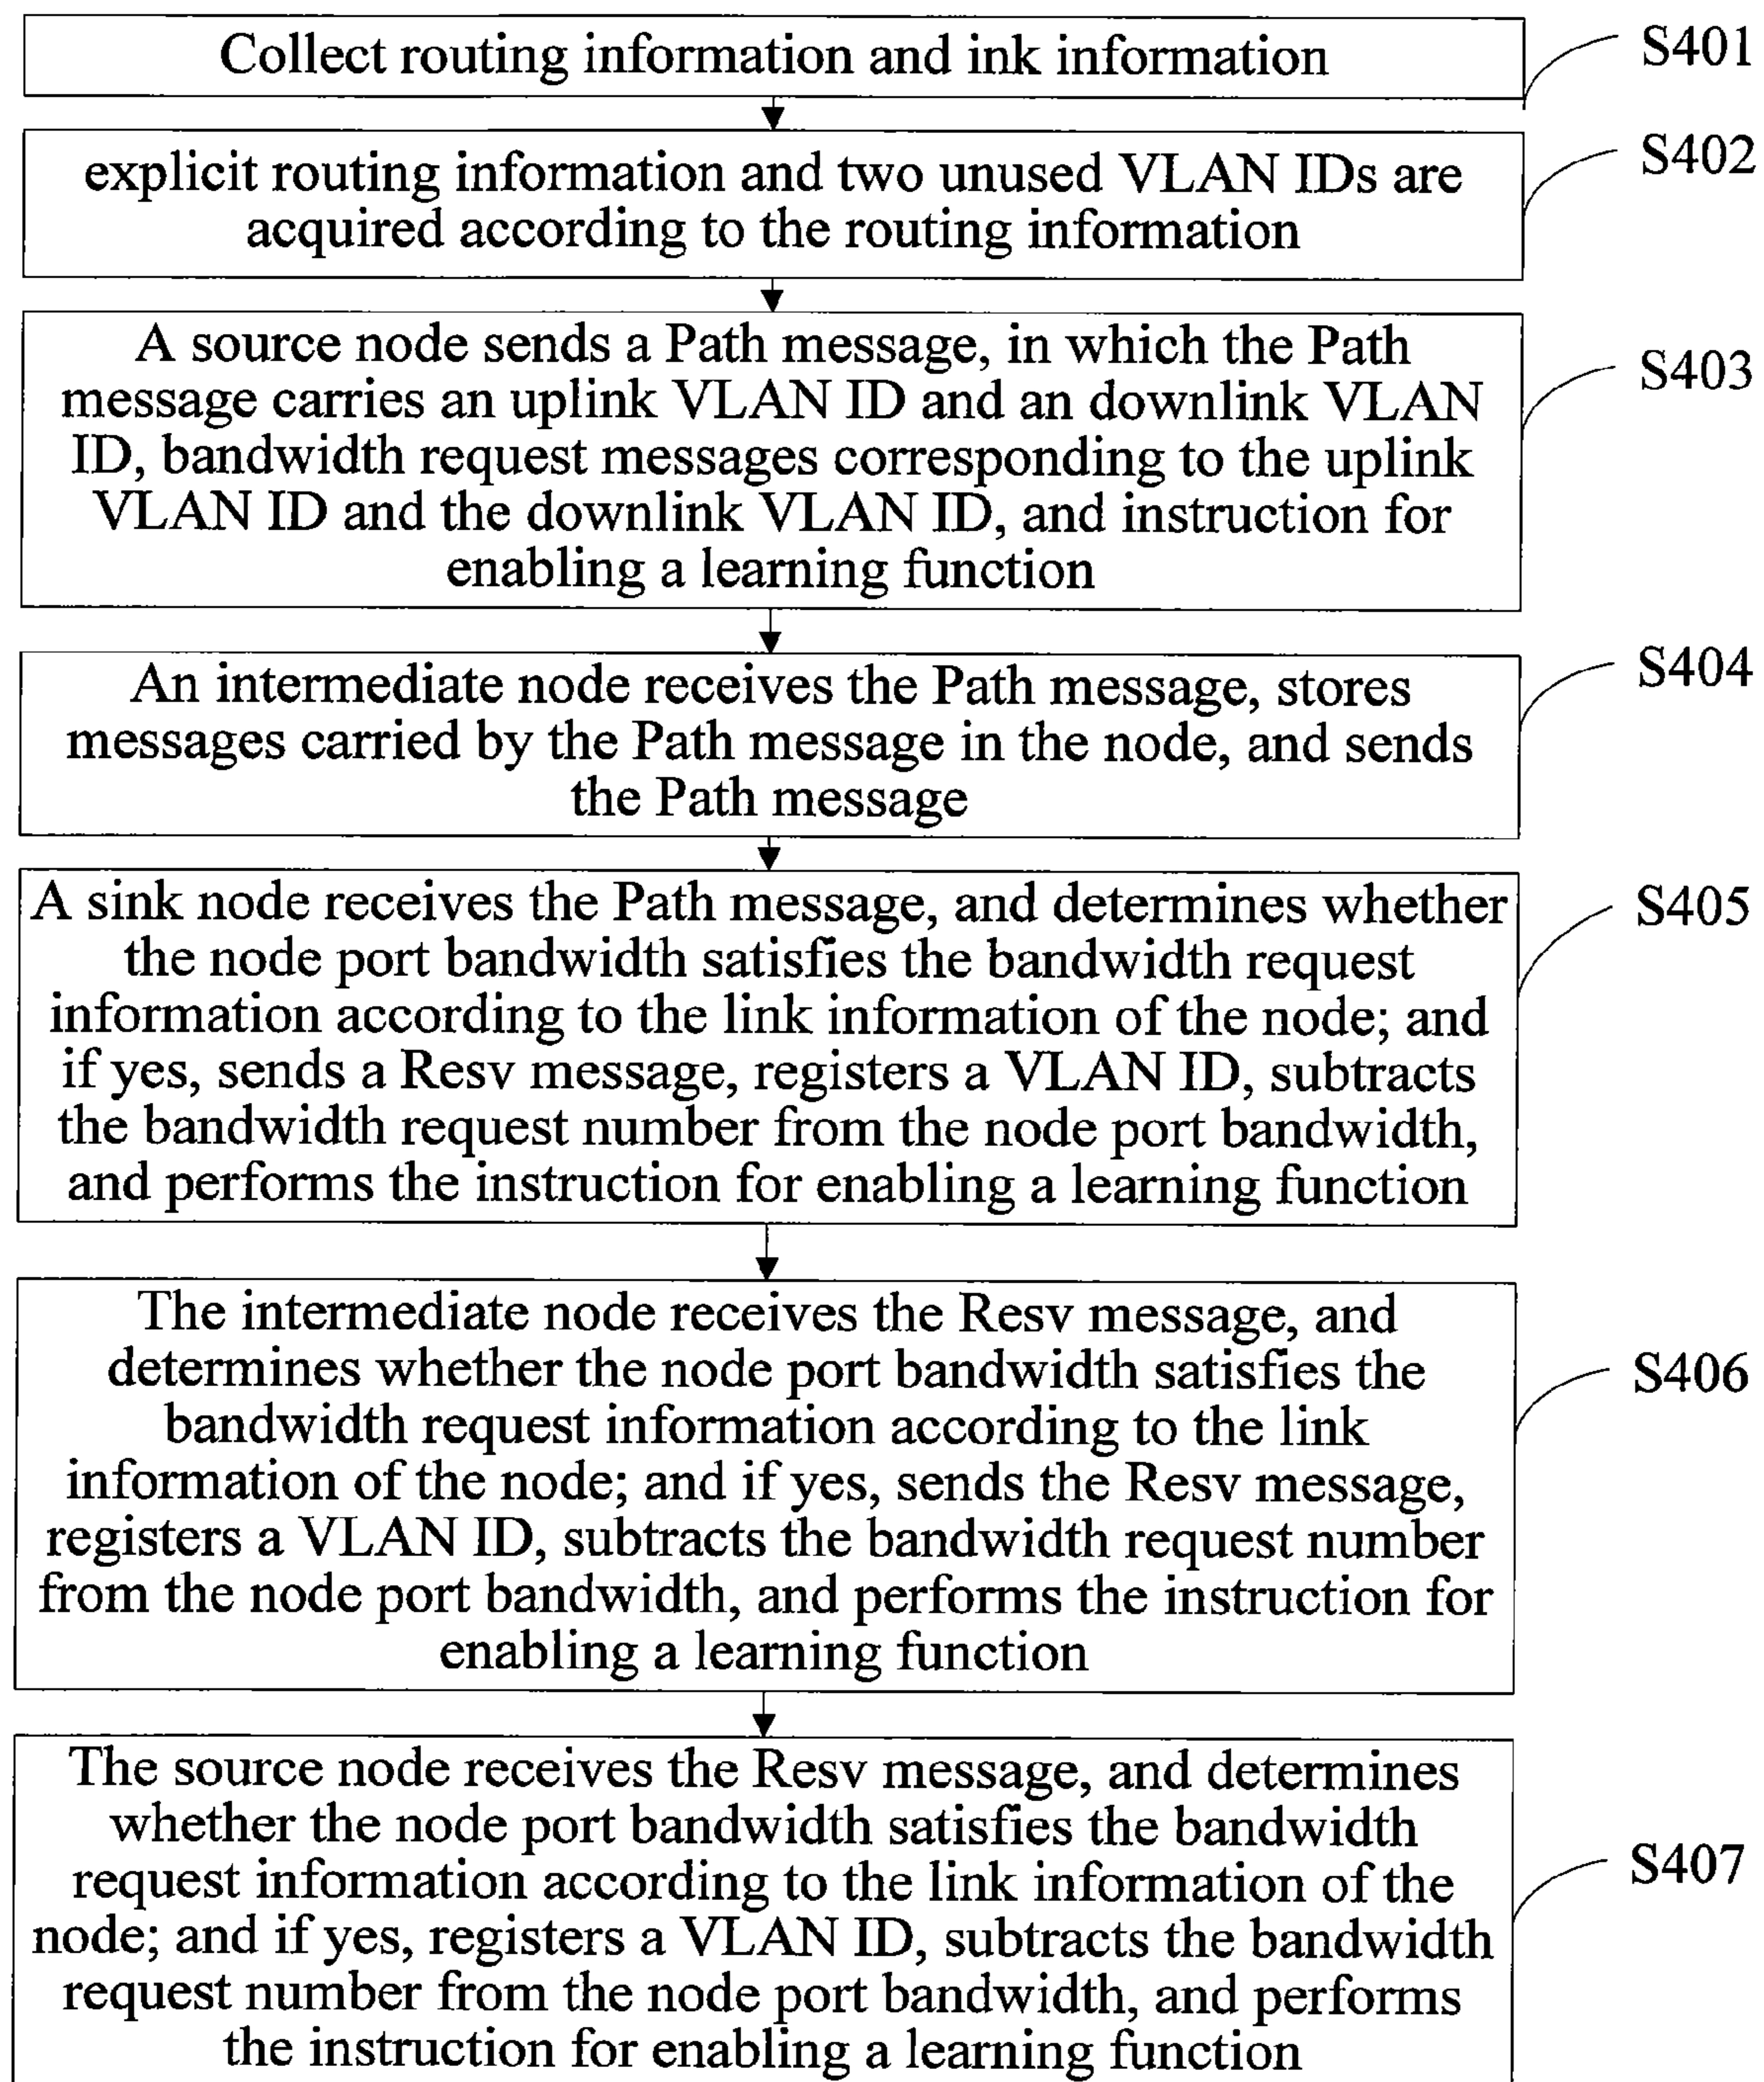 Collect routing information and ink information
S401
explicit routing information and two unused VLAN IDs are
acquired according to the routing information
S402
A source node sends a Path message, in which the Path
message carries an uplink VLAN ID and an downlink VLAN
ID, bandwidth request messages corresponding to the uplink
VLAN ID and the downlink VLAN ID, and instruction for
enabling a learning function
S403
An intermediate node receives the Path message, stores
messages carried by the Path message in the node, and sends
the Path message
S404
A sink node receives the Path message, and determines whether
the node port bandwidth satisfies the bandwidth request
information according to the link information of the node; and
if yes, sends a Resv message, registers a VLAN ID, subtracts
the bandwidth request number from the node port bandwidth,
and performs the instruction for enabling a learning function
S405
The intermediate node receives the Resv message, and
determines whether the node port bandwidth satisfies the
bandwidth request information according to the link
information of the node; and if yes, sends the Resv message,
registers a VLAN ID, subtracts the bandwidth request number
from the node port bandwidth, and performs the instruction for
enabling a learning function
S406
The source node receives the Resv message, and determines
whether the node port bandwidth satisfies the bandwidth
request information according to the link information of the
node; and if yes, registers a VLAN ID, subtracts the bandwidth
request number from the node port bandwidth, and performs
the instruction for enabling a learning function
S407